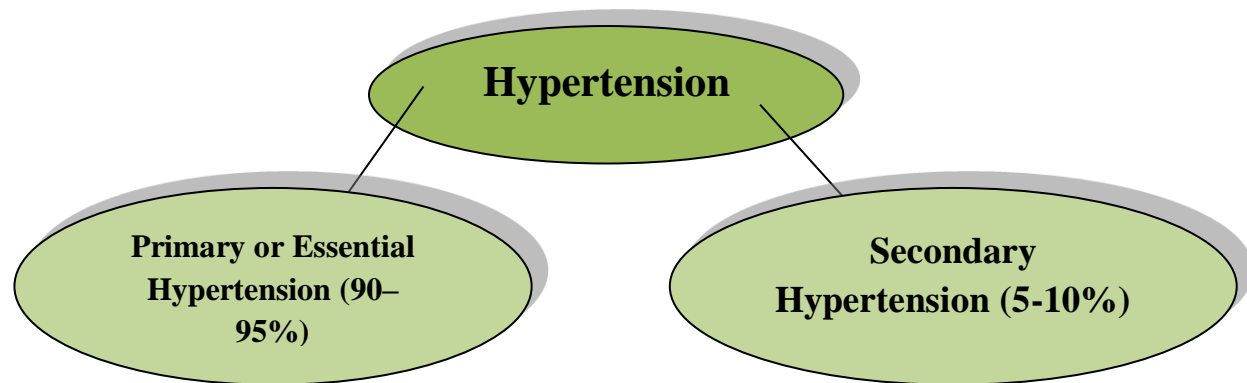 Hypertension
Primary or Essential
Hypertension (90–
95%)
Secondary
Hypertension (5-10%)